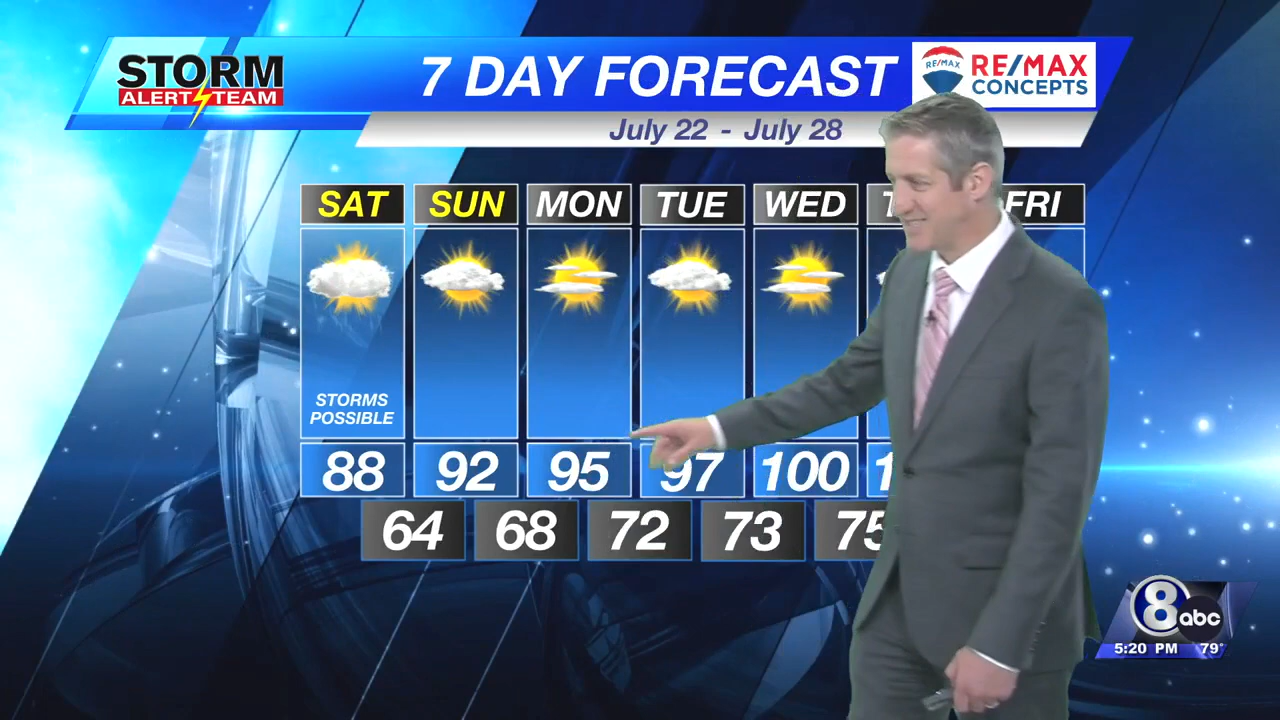 STORM
ALERT TEAM
7 DAY FORECAST
RE/MAX
RE/MAX
CONCEPTS
July 22 - July 28
SAT SUN MON TUE WED FRI
STORMS
POSSIBLE
88 92 95 97 100
64 68 72 73 75
8 abc
5:20 PM 79°